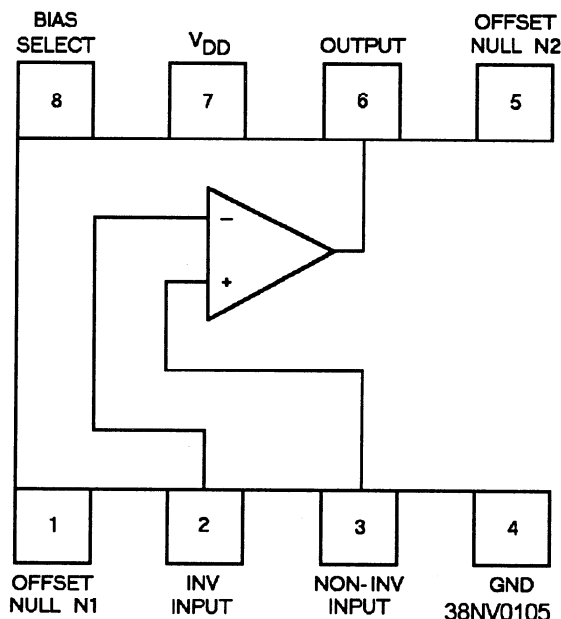 BIAS
SELECT
V_DD
OUTPUT
OFFSET
NULL N2
8
7
6
5
−
+
1
2
3
4
OFFSET
NULL N1
INV
INPUT
NON-INV
INPUT
GND
38NV0105